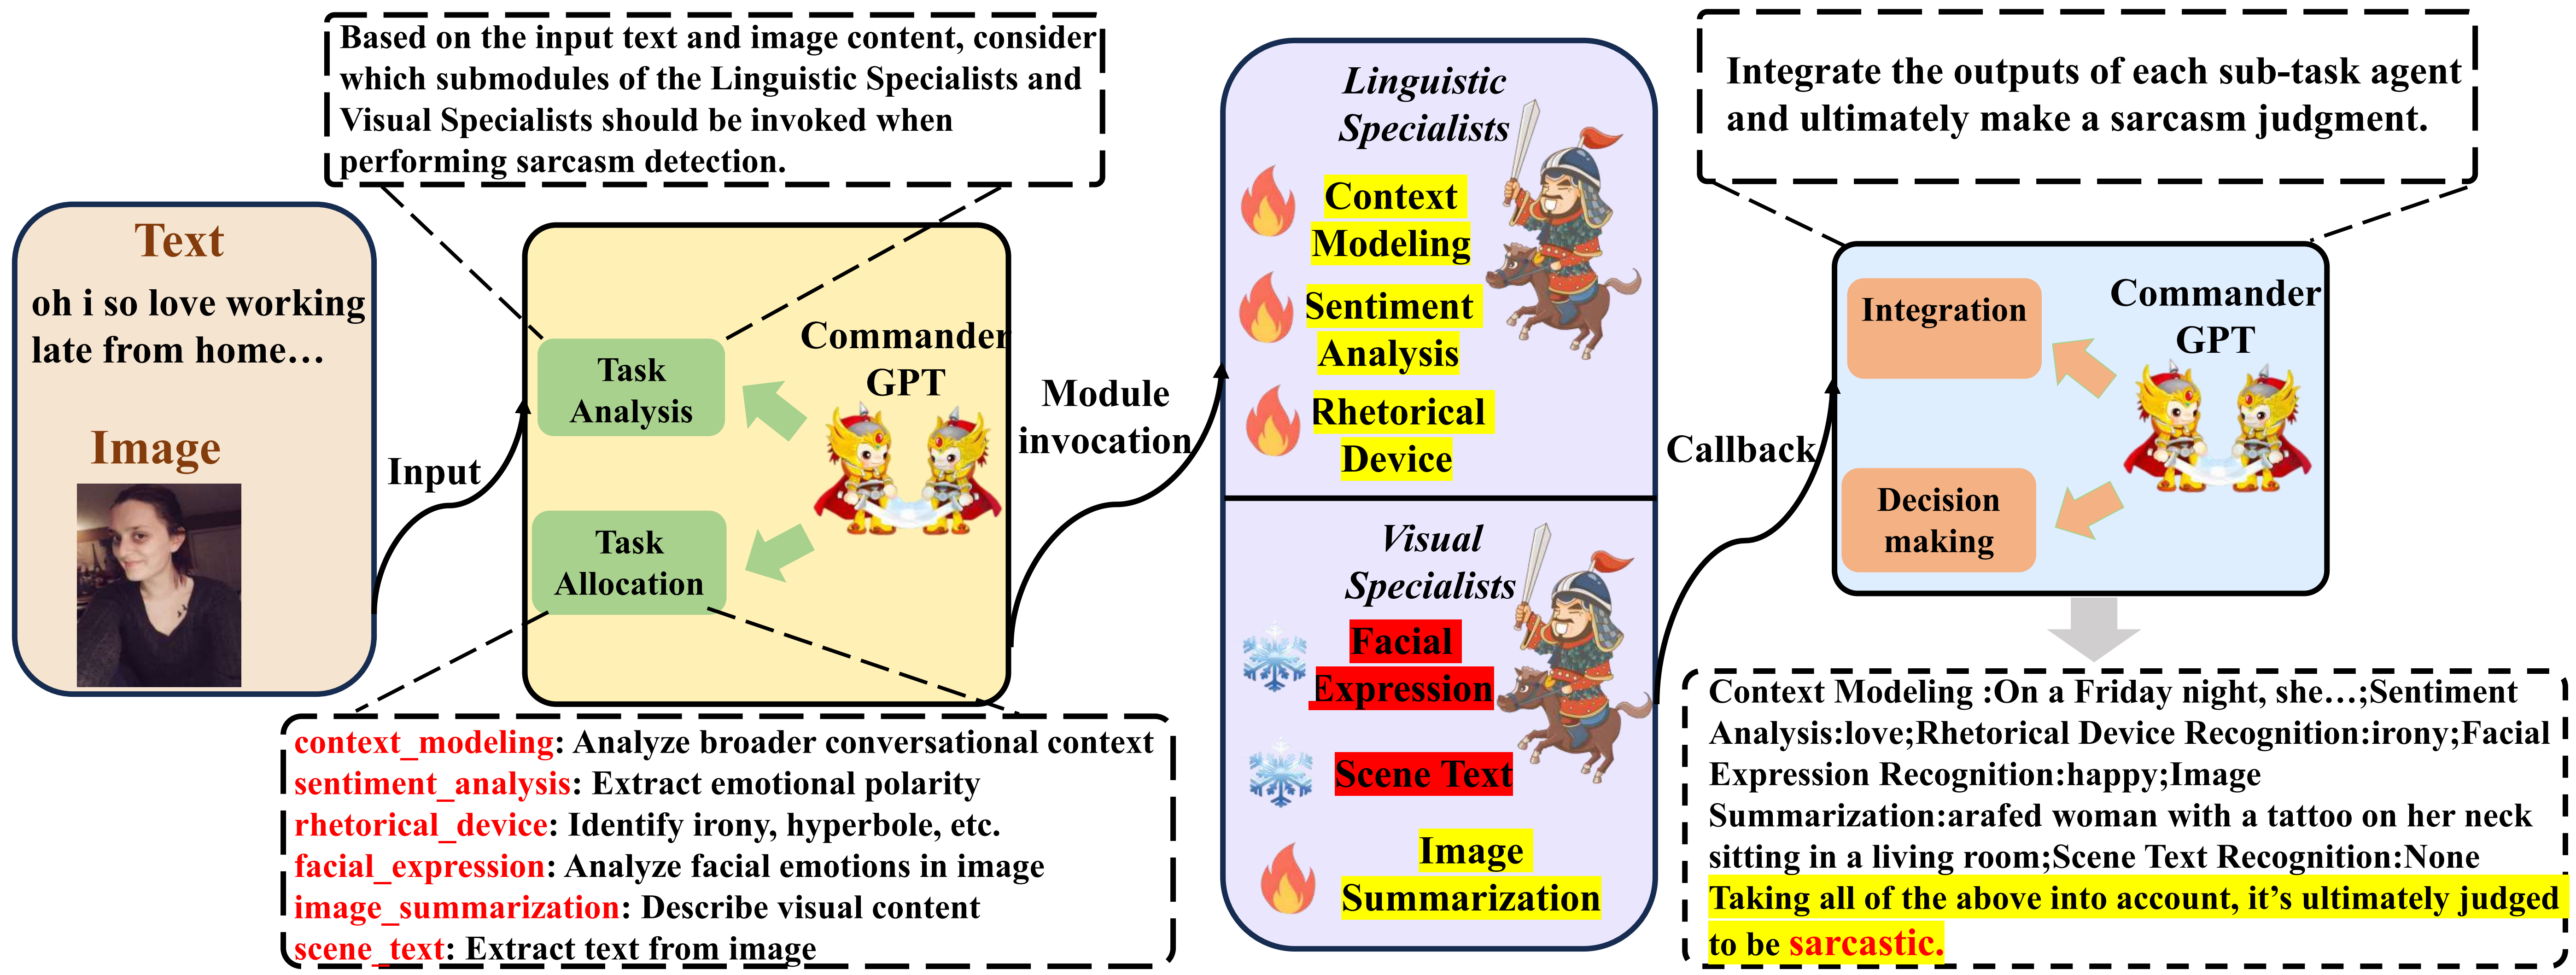 Based on the input text and image content, consider
which submodules of the Linguistic Specialists and
Visual Specialists should be invoked when
performing sarcasm detection.
Text
oh i so love working
late from home…
Image
Input
Commander
GPT
Task
Analysis
Task
Allocation
context_modeling: Analyze broader conversational context
sentiment_analysis: Extract emotional polarity
rhetorical_device: Identify irony, hyperbole, etc.
facial_expression: Analyze facial emotions in image
image_summarization: Describe visual content
scene_text: Extract text from image
Module
invocation
Linguistic
Specialists
Context
Modeling
Sentiment
Analysis
Rhetorical
Device
Visual
Specialists
Facial
Expression
Scene Text
Image
Summarization
Callback
Integrate the outputs of each sub-task agent
and ultimately make a sarcasm judgment.
Integration
Commander
GPT
Decision
making
Context Modeling :On a Friday night, she…;Sentiment
Analysis:love;Rhetorical Device Recognition:irony;Facial
Expression Recognition:happy;Image
Summarization:arafed woman with a tattoo on her neck
sitting in a living room;Scene Text Recognition:None
Taking all of the above into account, it’s ultimately judged
to be sarcastic.